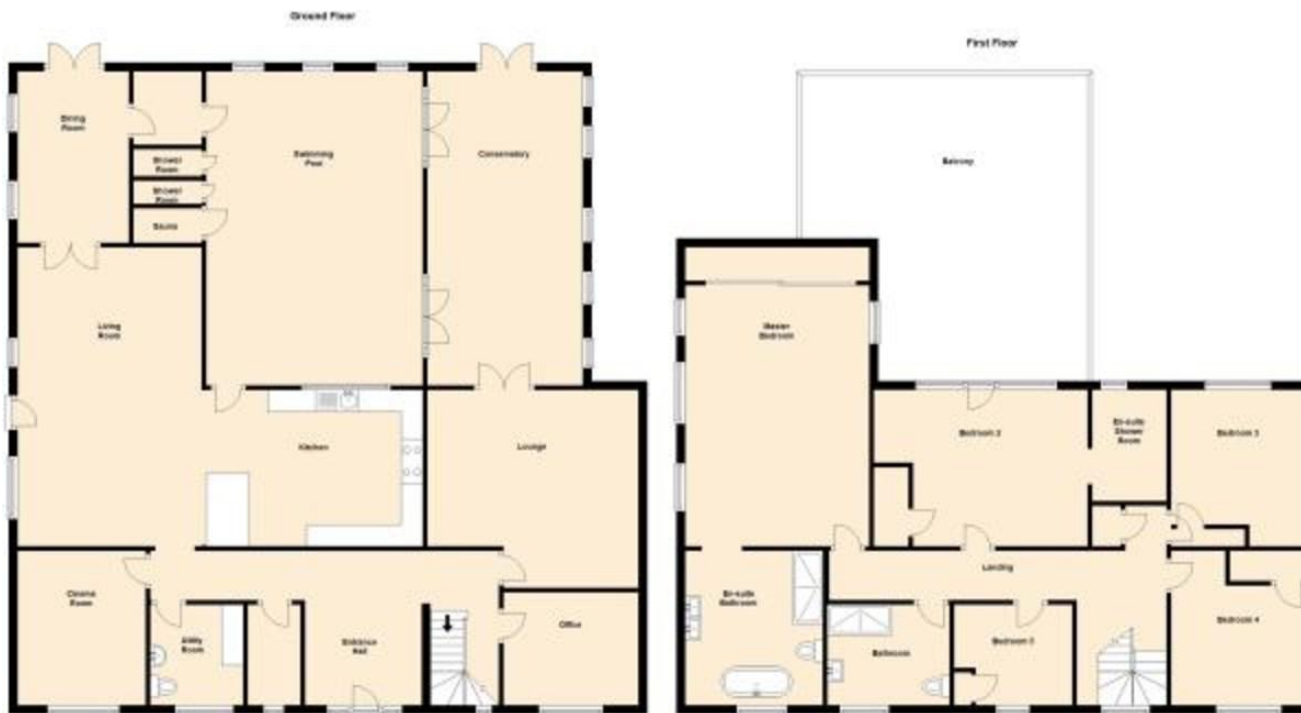 Ground Floor
First Floor
Dining
Room
Shower
Room
Shower
Room
Sauna
Swimming
Pool
Conservatory
Balcony
Living
Room
Master
Bedroom
Kitchen
Lounge
Bedroom 2
En-suite
Shower
Room
Bedroom 3
Cinema
Room
Utility
Room
Entrance
Hall
Office
Landing
En-suite
Bathroom
Bathroom
Bedroom 5
Bedroom 4